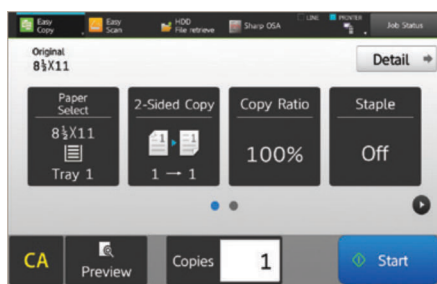 Easy Copy
Easy Scan
HDD File retrieve
Sharp OSA
LINE
PRINTER
Job Status
Original
8½X11
Detail
Paper Select
8½X11
Tray 1
2-Sided Copy
1 1
1 → 1
Copy Ratio
100%
Staple
Off
CA
Preview
Copies
1
Start